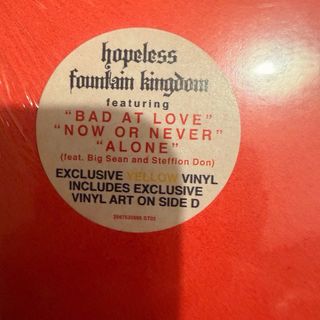 hopeless
fountain kingdom
featuring
"BAD AT LOVE"
"NOW OR NEVER"
"ALONE"
(feat. Big Sean and Stefflon Don)
EXCLUSIVE YELLOW VINYL
INCLUDES EXCLUSIVE
VINYL ART ON SIDE D